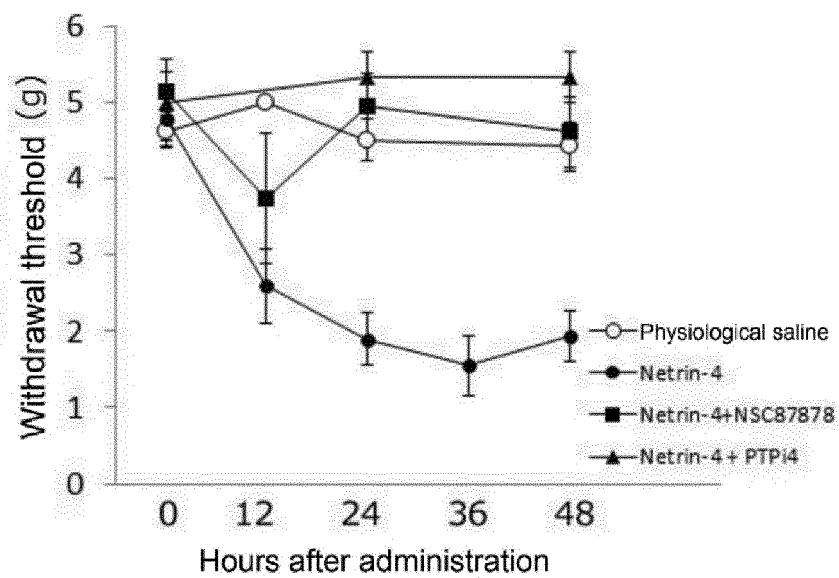 6
5
4
3
2
1
0
Withdrawal threshold (g)
0 12 24 36 48
Hours after administration
Physiological saline
Netrin-4
Netrin-4+NSC87878
Netrin-4 + PTPi4